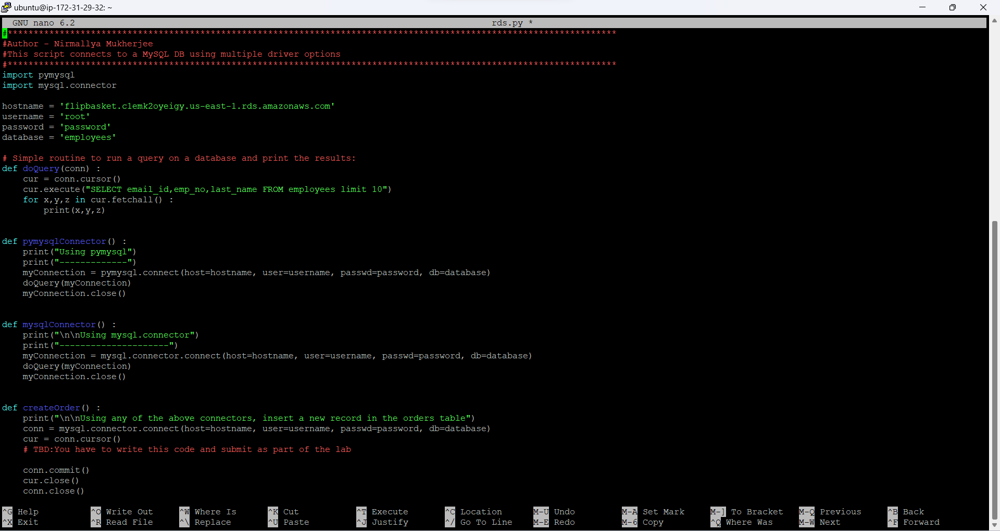 ubuntu@ip-172-31-29-32: ~
GNU nano 6.2 rds.py *
#*********************************************************************************************************************
#Author - Nirmallya Mukherjee
#This script connects to a MySQL DB using multiple driver options
#*********************************************************************************************************************
import pymysql
import mysql.connector
hostname = 'flipbasket.c1emk2oyeigy.us-east-1.rds.amazonaws.com'
username = 'root'
password = 'password'
database = 'employees'
# Simple routine to run a query on a database and print the results:
def doQuery(conn) :
    cur = conn.cursor()
    cur.execute("SELECT email_id,emp_no,last_name FROM employees limit 10")
    for x,y,z in cur.fetchall() :
        print(x,y,z)
def pymysqlConnector() :
    print("Using pymysql")
    print("-------------")
    myConnection = pymysql.connect(host=hostname, user=username, passwd=password, db=database)
    doQuery(myConnection)
    myConnection.close()
def mysqlConnector() :
    print("\n\nUsing mysql.connector")
    print("---------------------")
    myConnection = mysql.connector.connect(host=hostname, user=username, passwd=password, db=database)
    doQuery(myConnection)
    myConnection.close()
def createOrder() :
    print("\n\nUsing any of the above connectors, insert a new record in the orders table")
    conn = mysql.connector.connect(host=hostname, user=username, passwd=password, db=database)
    cur = conn.cursor()
    # TBD:You have to write this code and submit as part of the lab
    conn.commit()
    cur.close()
    conn.close()
^G Help ^O Write Out ^W Where Is ^K Cut ^T Execute ^C Location M-U Undo M-A Set Mark M-] To Bracket M-Q Previous ^B Back
^X Exit ^R Read File ^\ Replace ^U Paste ^J Justify ^/ Go To Line M-E Redo M-6 Copy ^Q Where Was M-W Next ^F Forward